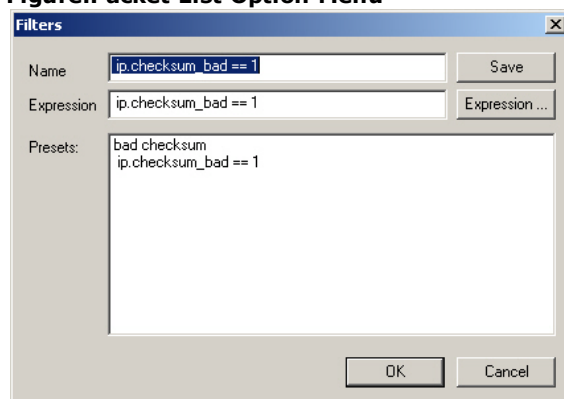 Filters
Name ip.checksum_bad == 1 Save
Expression ip.checksum_bad == 1 Expression ...
Presets: bad checksum
ip.checksum_bad == 1
OK Cancel